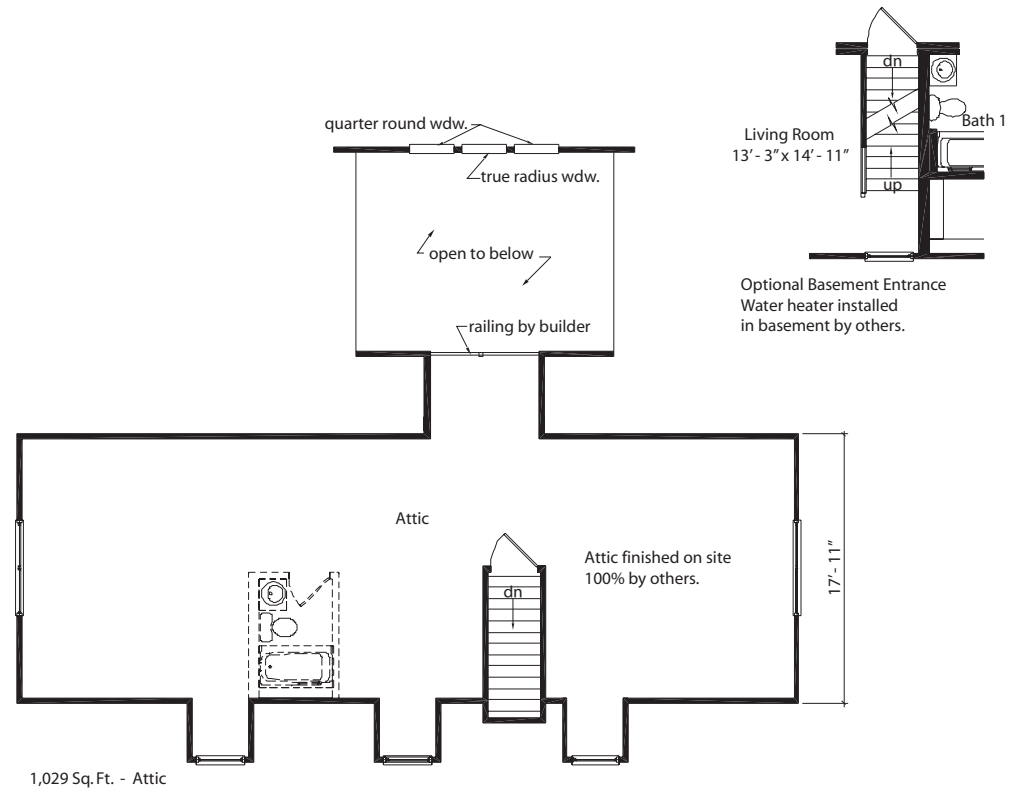 quarter round wdw.
true radius wdw.
open to below
railing by builder
dn
Bath 1
Living Room
13' - 3" x 14' - 11"
up
Optional Basement Entrance
Water heater installed
in basement by others.
Attic
Attic finished on site
100% by others.
dn
17' - 11"
1,029 Sq. Ft. - Attic